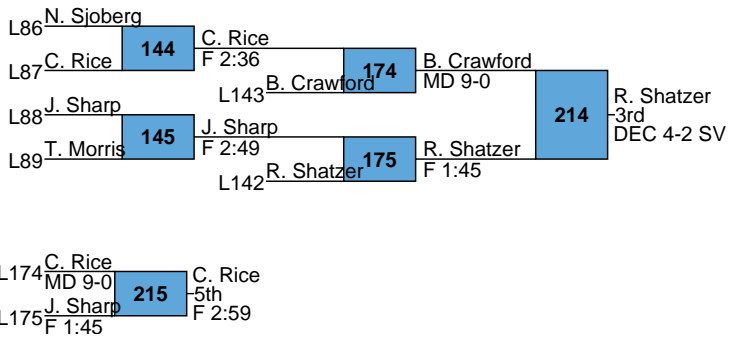 L86 N. Sjoberg
144
C. Rice
F 2:36
L87 C. Rice
174
B. Crawford
MD 9-0
L143 B. Crawford
L88 J. Sharp
145
J. Sharp
F 2:49
L89 T. Morris
175
R. Shatzer
F 1:45
L142 R. Shatzer
214
R. Shatzer
3rd
DEC 4-2 SV
L174 C. Rice
MD 9-0
215
C. Rice
5th
F 2:59
L175 J. Sharp
F 1:45